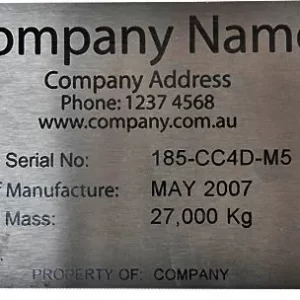 ompany Name
Company Address
Phone: 1237 4568
www.company.com.au
Serial No: 185-CC4D-M5
f Manufacture: MAY 2007
Mass: 27,000 Kg
PROPERTY OF: COMPANY